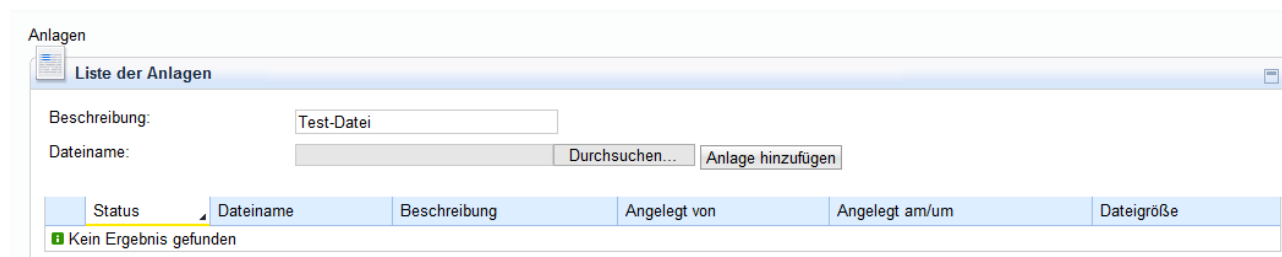 Anlagen
Liste der Anlagen
Beschreibung: Test-Datei
Dateiname: Durchsuchen... Anlage hinzufügen
Status Dateiname Beschreibung Angelegt von Angelegt am/um Dateigröße
Kein Ergebnis gefunden